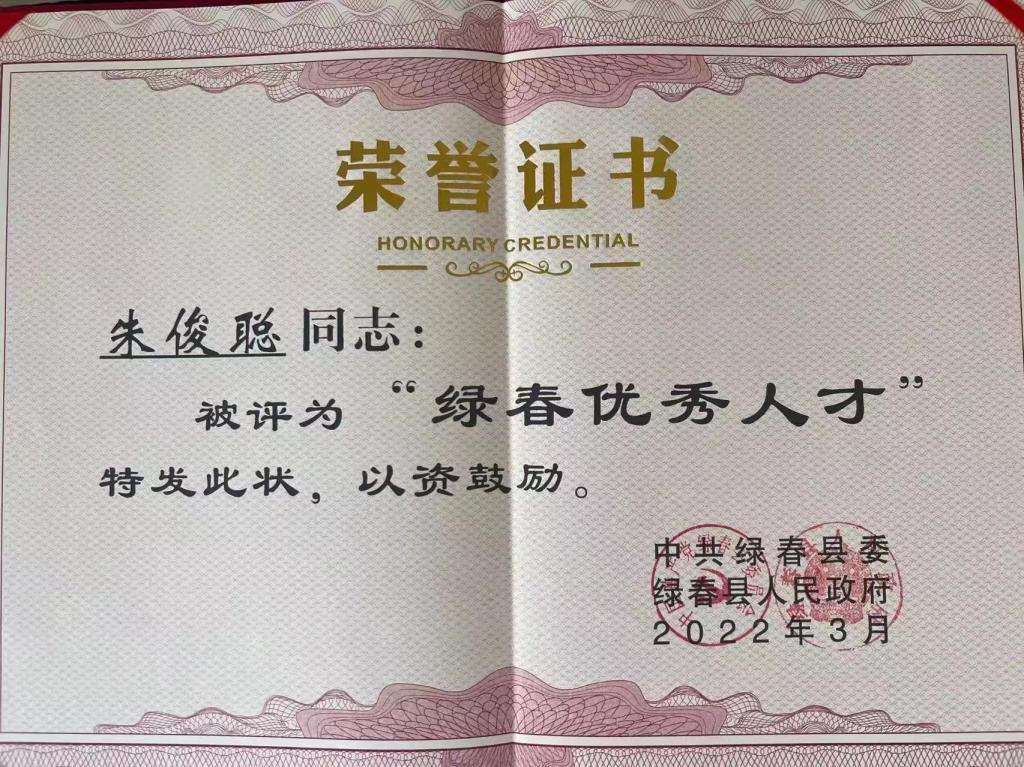 荣誉证书
HONORARY CREDENTIAL
朱俊聪同志：
被评为“绿春优秀人才”
特发此状，以资鼓励。
中共绿春县委
绿春县人民政府
2022年3月